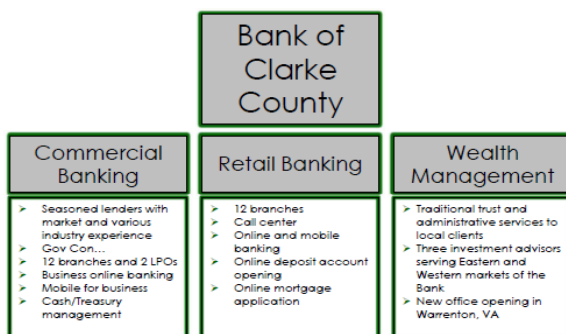 Bank of
Clarke
County
Commercial
Banking
Seasoned lenders with
market and various
industry experience
Gov Con...
12 branches and 2 LPOs
Business online banking
Mobile for business
Cash/Treasury
management
Retail Banking
12 branches
Call center
Online and mobile
banking
Online deposit account
opening
Online mortgage
application
Wealth
Management
Traditional trust and
administrative services to
local clients
Three investment advisors
serving Eastern and
Western markets of the
Bank
New office opening in
Warrenton, VA